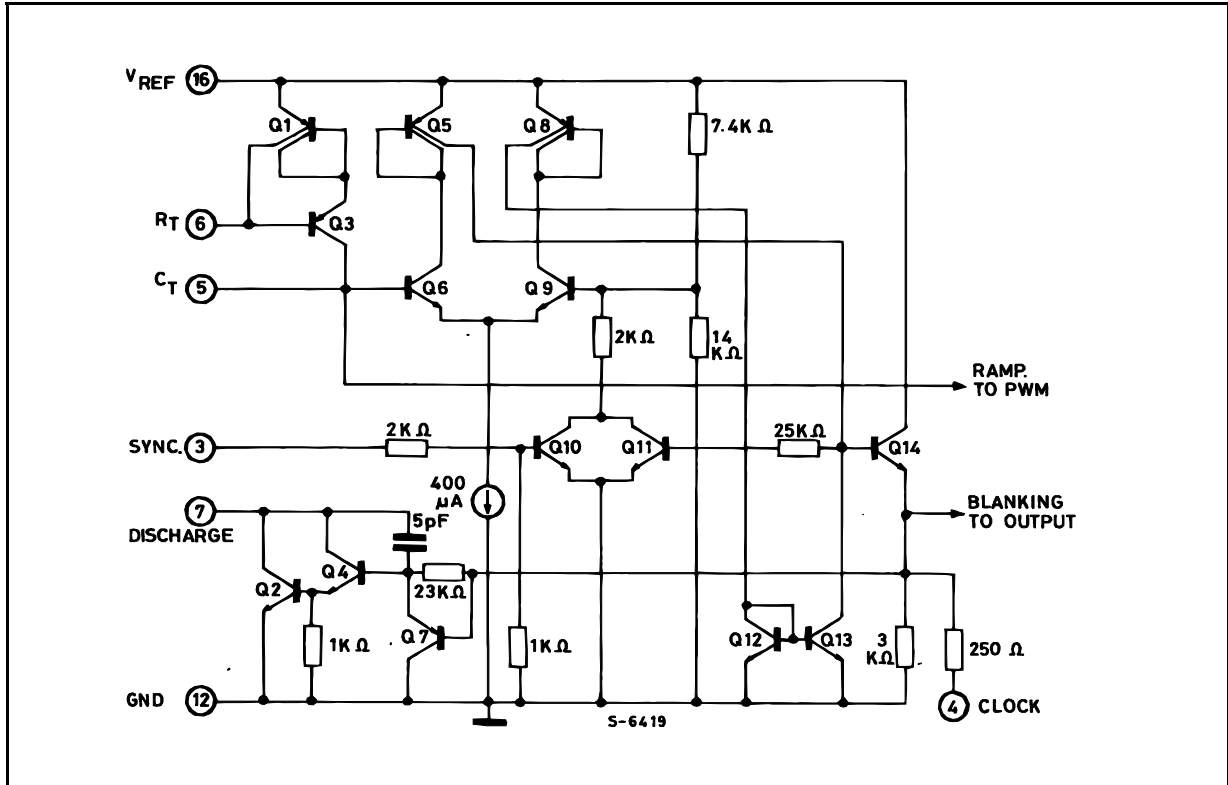 VREF 16
Q1
Q5
Q8
7.4K Ω
RT 6
Q3
CT 5
Q6
Q9
2K Ω
14
K Ω
RAMP.
TO PWM
SYNC. 3
2K Ω
Q10
Q11
25K Ω
Q14
400
μA
7
DISCHARGE
5pF
BLANKING
TO OUTPUT
Q2
Q4
23K Ω
1K Ω
Q7
1K Ω
Q12
Q13
3
K Ω
250 Ω
GND 12
S-6419
4 CLOCK